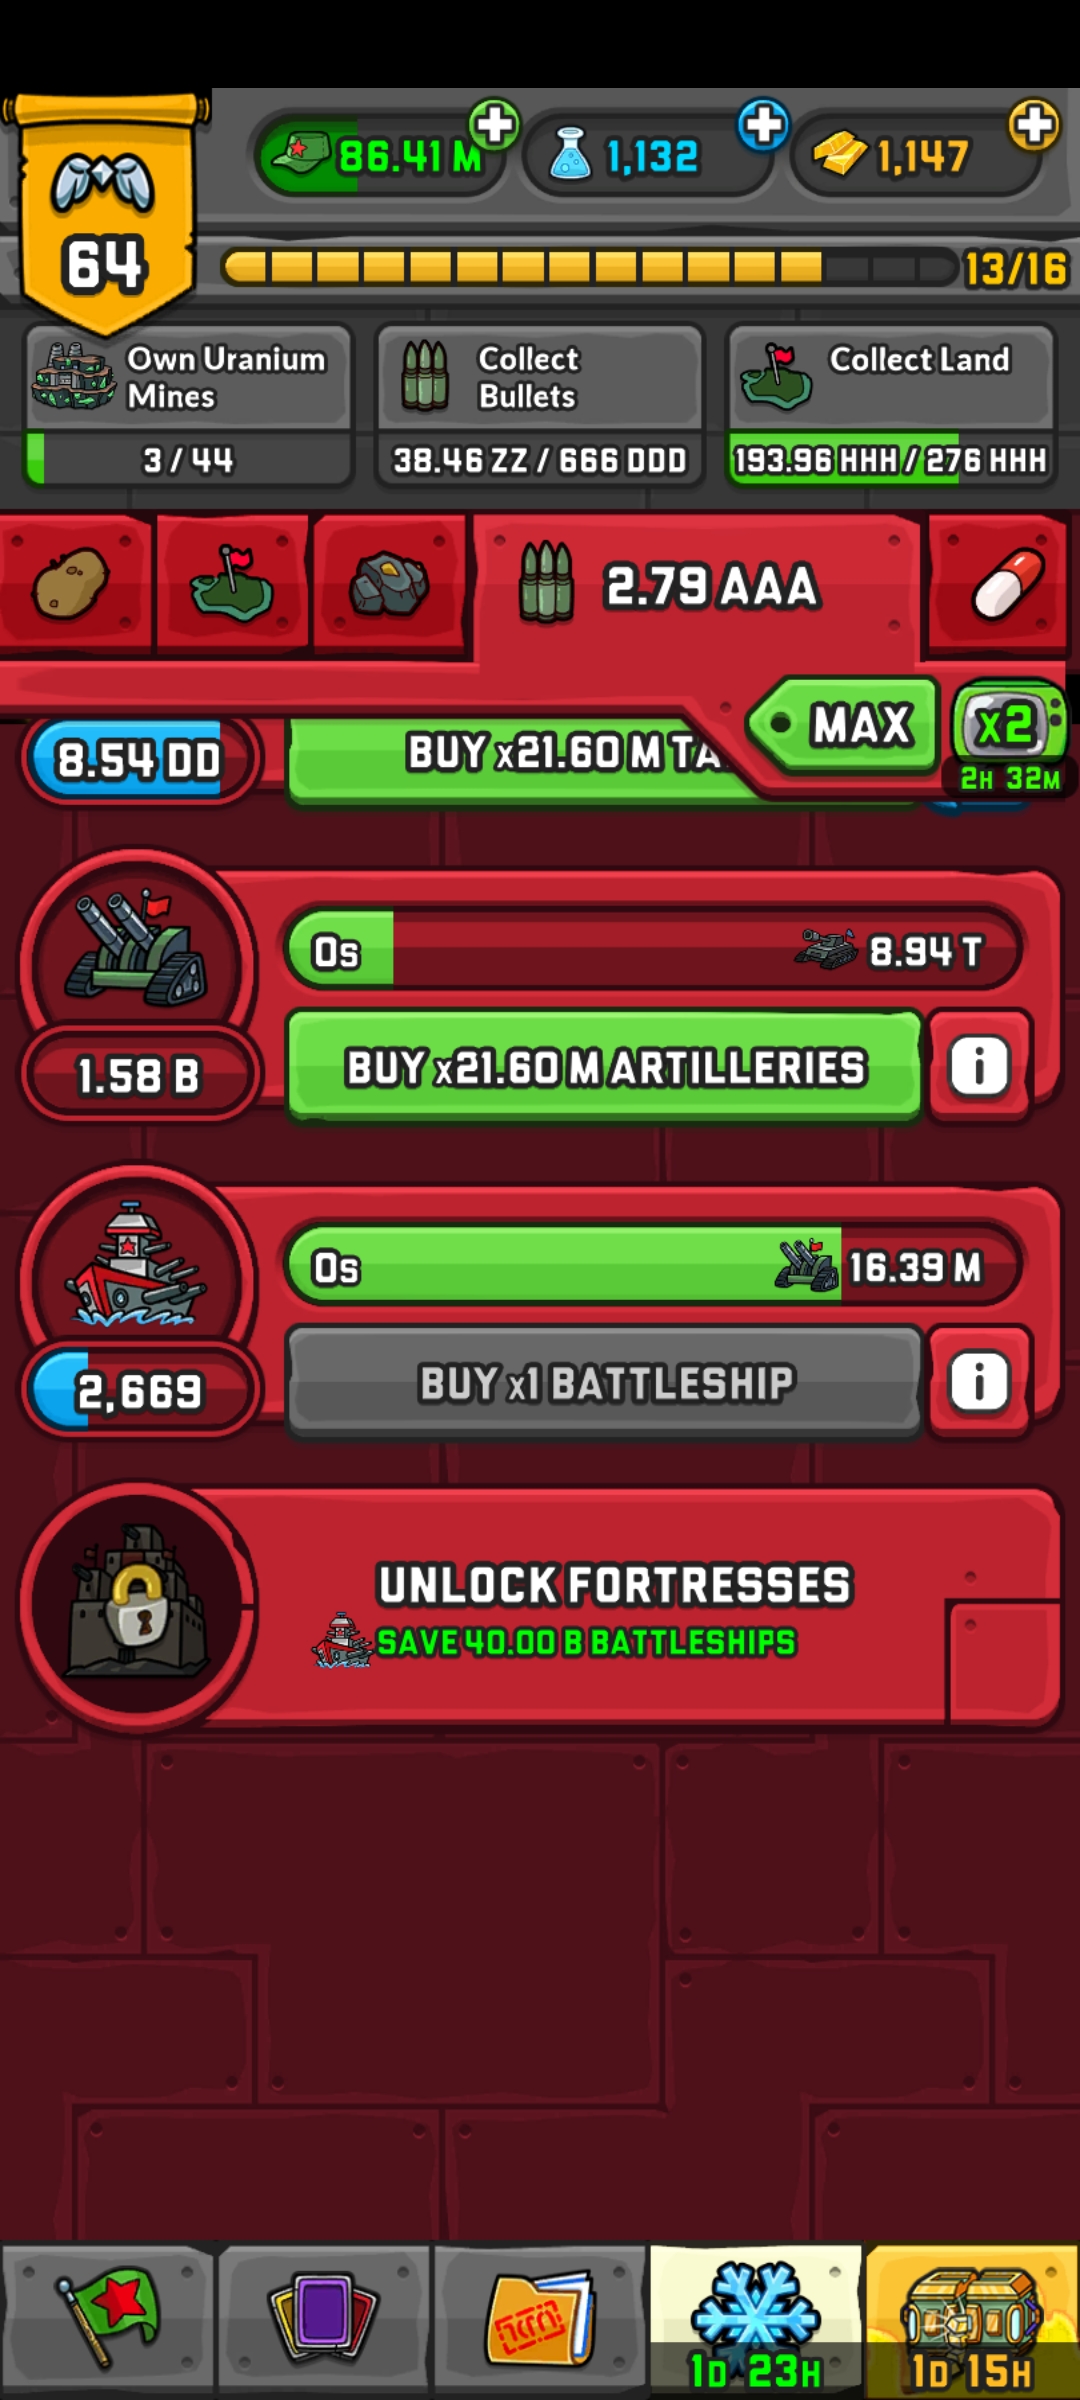 86.41 M
1,132
1,147
64
13/16
Own Uranium
Mines
3 / 44
Collect
Bullets
38.46 ZZ / 666 DDD
Collect Land
193.96 HHH / 276 HHH
2.79 AAA
MAX
x2
2H 32M
8.54 DD
BUY x21.60 M TA
0s
8.94 T
1.58 B
BUY x21.60 M ARTILLERIES
i
0s
16.39 M
2,669
BUY x1 BATTLESHIP
i
UNLOCK FORTRESSES
SAVE 40.00 B BATTLESHIPS
1D 23H
1D 15H